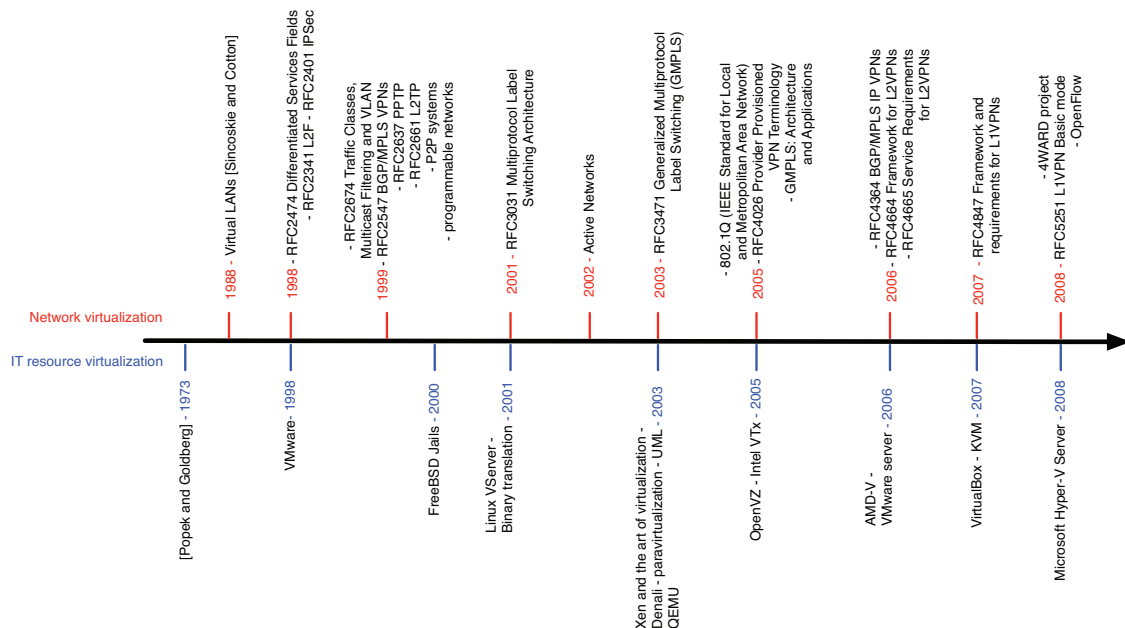 1988 - Virtual LANs [Sincoskie and Cotton]
1998 - RFC2474 Differentiated Services Fields
- RFC2341 L2F - RFC2401 IPSec
- RFC2674 Traffic Classes,
Multicast Filtering and VLAN
1999 - RFC2547 BGP/MPLS VPNs
- RFC2637 PPTP
- RFC2661 L2TP
- P2P systems
- programmable networks
2001 - RFC3031 Multiprotocol Label
Switching Architecture
2002 - Active Networks
2003 - RFC3471 Generalized Multiprotocol
Label Switching (GMPLS)
- 802.1Q (IEEE Standard for Local
and Metropolitan Area Network)
2005 - RFC4026 Provider Provisioned
VPN Terminology
- GMPLS: Architecture
and Applications
- RFC4364 BGP/MPLS IP VPNs
2006 - RFC4664 Framework for L2VPNs
- RFC4665 Service Requirements
for L2VPNs
2007 - RFC4847 Framework and
requirements for L1VPNs
- 4WARD project
2008 - RFC5251 L1VPN Basic mode
- OpenFlow
Network virtualization
IT resource virtualization
[Popek and Goldberg] - 1973
VMware- 1998
FreeBSD Jails - 2000
Linux VServer -
Binary translation - 2001
Xen and the art of virtualization -
Denali - paravirtualization - UML - 2003
QEMU
OpenVZ - Intel VTx - 2005
AMD-V -
VMware server - 2006
VirtualBox - KVM - 2007
Microsoft Hyper-V Server - 2008